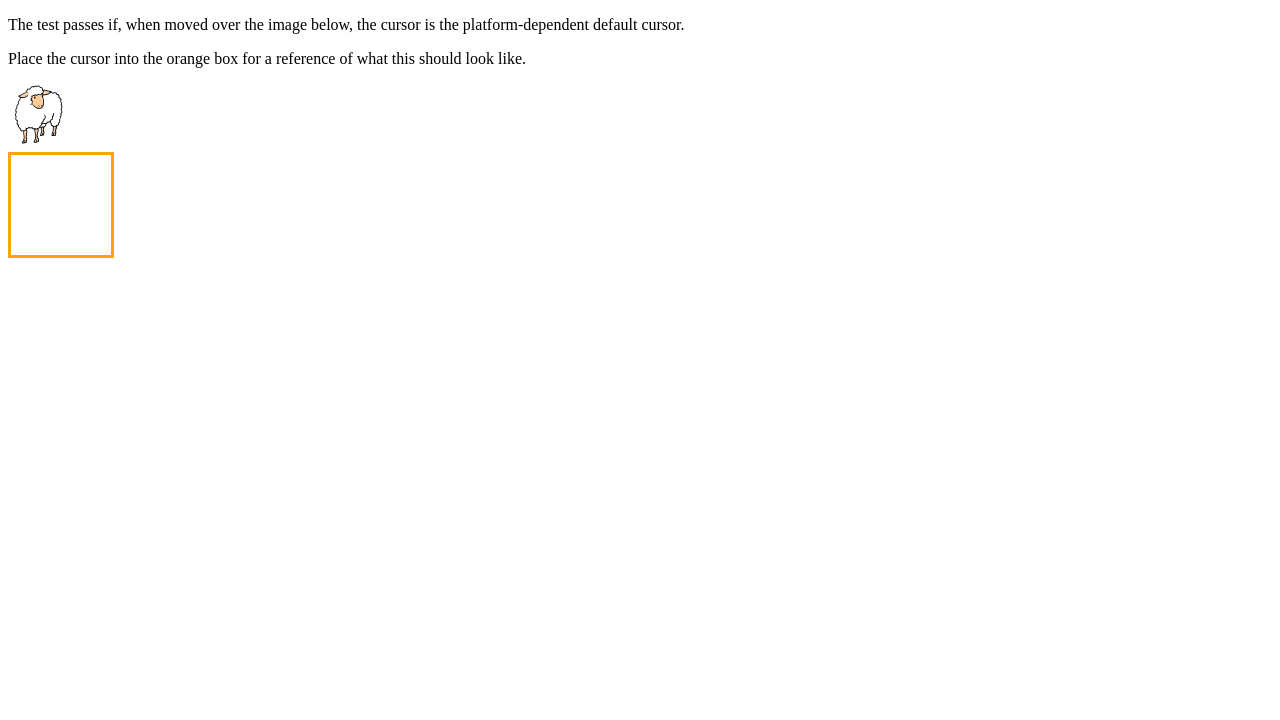 The test passes if, when moved over the image below, the cursor is the platform-dependent default cursor.
Place the cursor into the orange box for a reference of what this should look like.